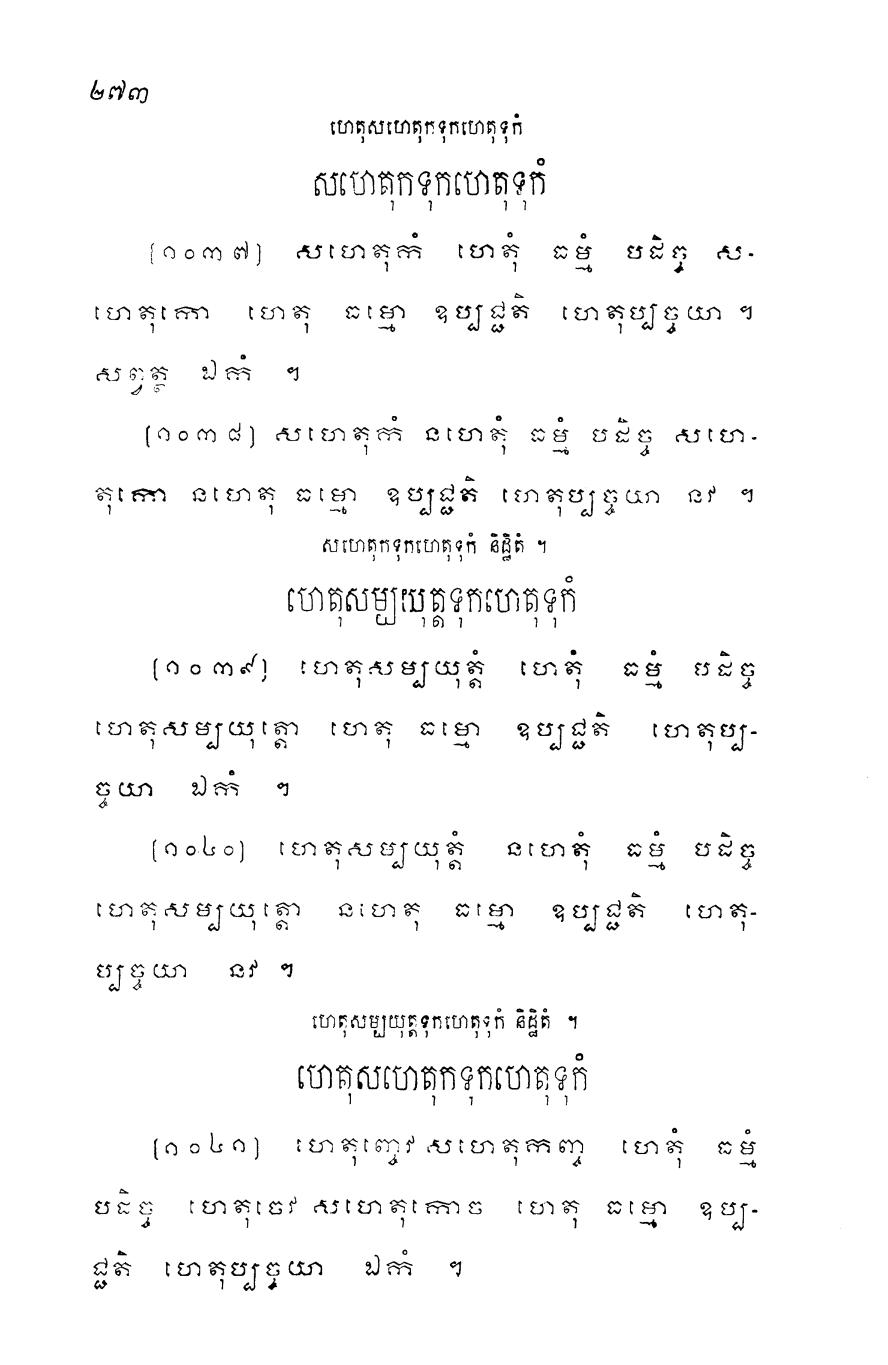 ២៧៣
ហេតុសហេតុកទុកហេតុទុកំ
សហេតុកទុកហេតុទុកំ
[១០៣៧] សហេតុកំ ហេតុំ ធម្មំ បដិច្ច ស-
ហេតុកោ ហេតុ ធម្មោ ឧប្បជ្ជតិ ហេតុប្បច្ចយា ។
សព្វត្ថ ឯកំ ។
[១០៣៨] សហេតុកំ នហេតុំ ធម្មំ បដិច្ច សហេ-
តុកោ នហេតុ ធម្មោ ឧប្បជ្ជតិ ហេតុប្បច្ចយា នវ ។
សហេតុកទុកហេតុទុកំ និដ្ឋិតំ ។
ហេតុសម្បយុត្តទុកហេតុទុកំ
[១០៣៩] ហេតុសម្បយុត្តំ ហេតុំ ធម្មំ បដិច្ច
ហេតុសម្បយុត្តោ ហេតុ ធម្មោ ឧប្បជ្ជតិ ហេតុប្ប-
ច្ចយា ឯកំ ។
[១០៤០] ហេតុសម្បយុត្តំ នហេតុំ ធម្មំ បដិច្ច
ហេតុសម្បយុត្តោ នហេតុ ធម្មោ ឧប្បជ្ជតិ ហេតុ-
ប្បច្ចយា នវ ។
ហេតុសម្បយុត្តទុកហេតុទុកំ និដ្ឋិតំ ។
ហេតុសហេតុកទុកហេតុទុកំ
[១០៤១] ហេតុញ្ចេវ សហេតុកញ្ច ហេតុំ ធម្មំ
បដិច្ច ហេតុចេវ សហេតុកោច ហេតុ ធម្មោ ឧប្ប-
ជ្ជតិ ហេតុប្បច្ចយា ឯកំ ។